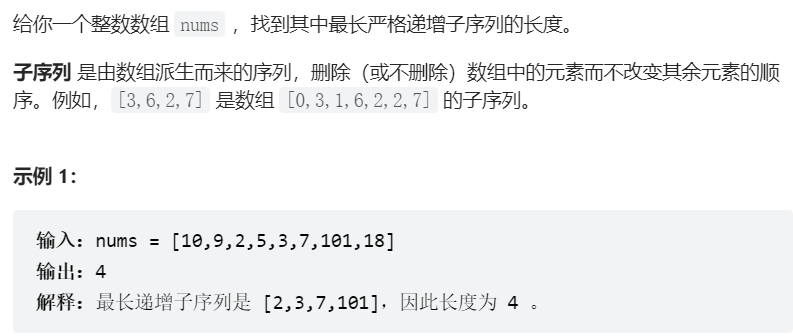 给你一个整数数组 nums ，找到其中最长严格递增子序列的长度。
子序列 是由数组派生而来的序列，删除（或不删除）数组中的元素而不改变其余元素的顺
序。例如，[3,6,2,7] 是数组 [0,3,1,6,2,2,7] 的子序列。
示例 1：
输入：nums = [10,9,2,5,3,7,101,18]
输出：4
解释：最长递增子序列是 [2,3,7,101]，因此长度为 4 。